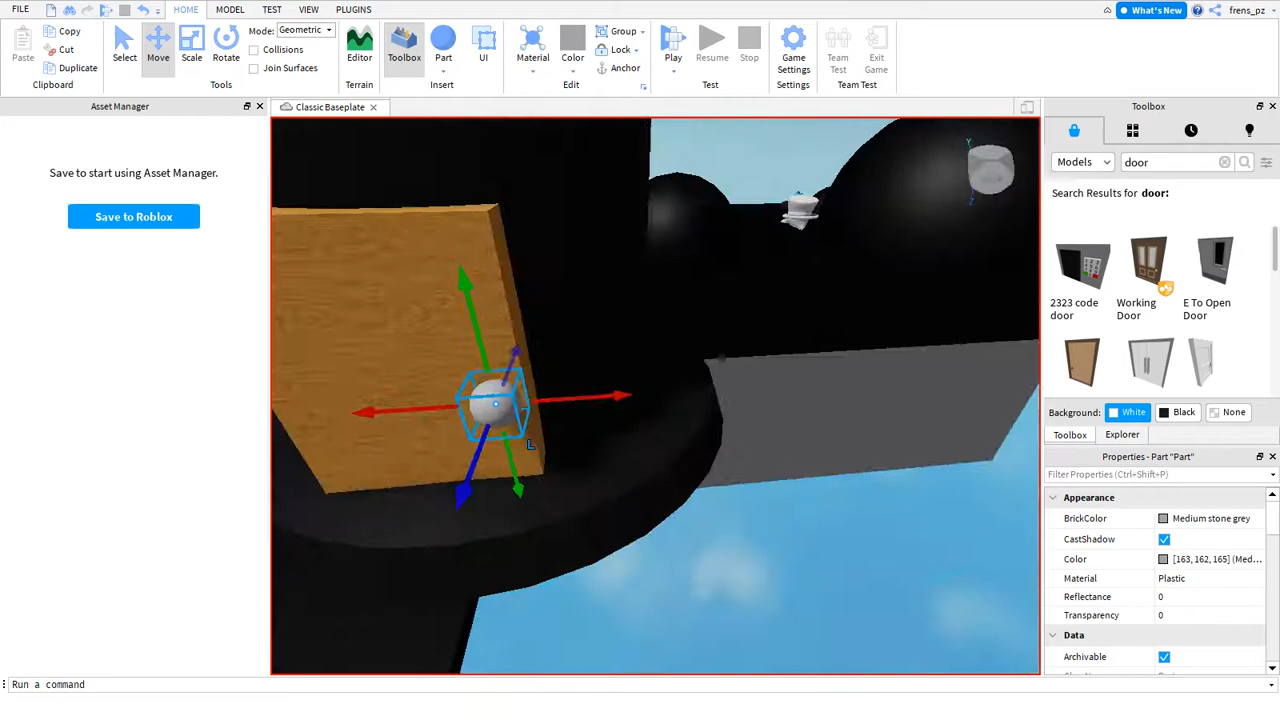 FILE HOME MODEL TEST VIEW PLUGINS What's New frens_pz
Paste Copy Cut Duplicate Clipboard
Select Move Scale Rotate Mode: Geometric Collisions Join Surfaces Tools
Editor Terrain
Toolbox Part UI Insert
Material Color Group Lock Anchor Edit
Play Resume Stop Test
Game Settings Settings
Team Test Exit Game Team Test
Asset Manager
Save to start using Asset Manager.
Save to Roblox
Classic Baseplate
Y
Z
L
Toolbox
Models door
Search Results for door:
2323 code door
Working Door
E To Open Door
Background: White Black None
Toolbox Explorer
Properties - Part "Part"
Filter Properties (Ctrl+Shift+P)
Appearance
BrickColor Medium stone grey
CastShadow
Color [163, 162, 165] (Med...
Material Plastic
Reflectance 0
Transparency 0
Data
Archivable
Run a command